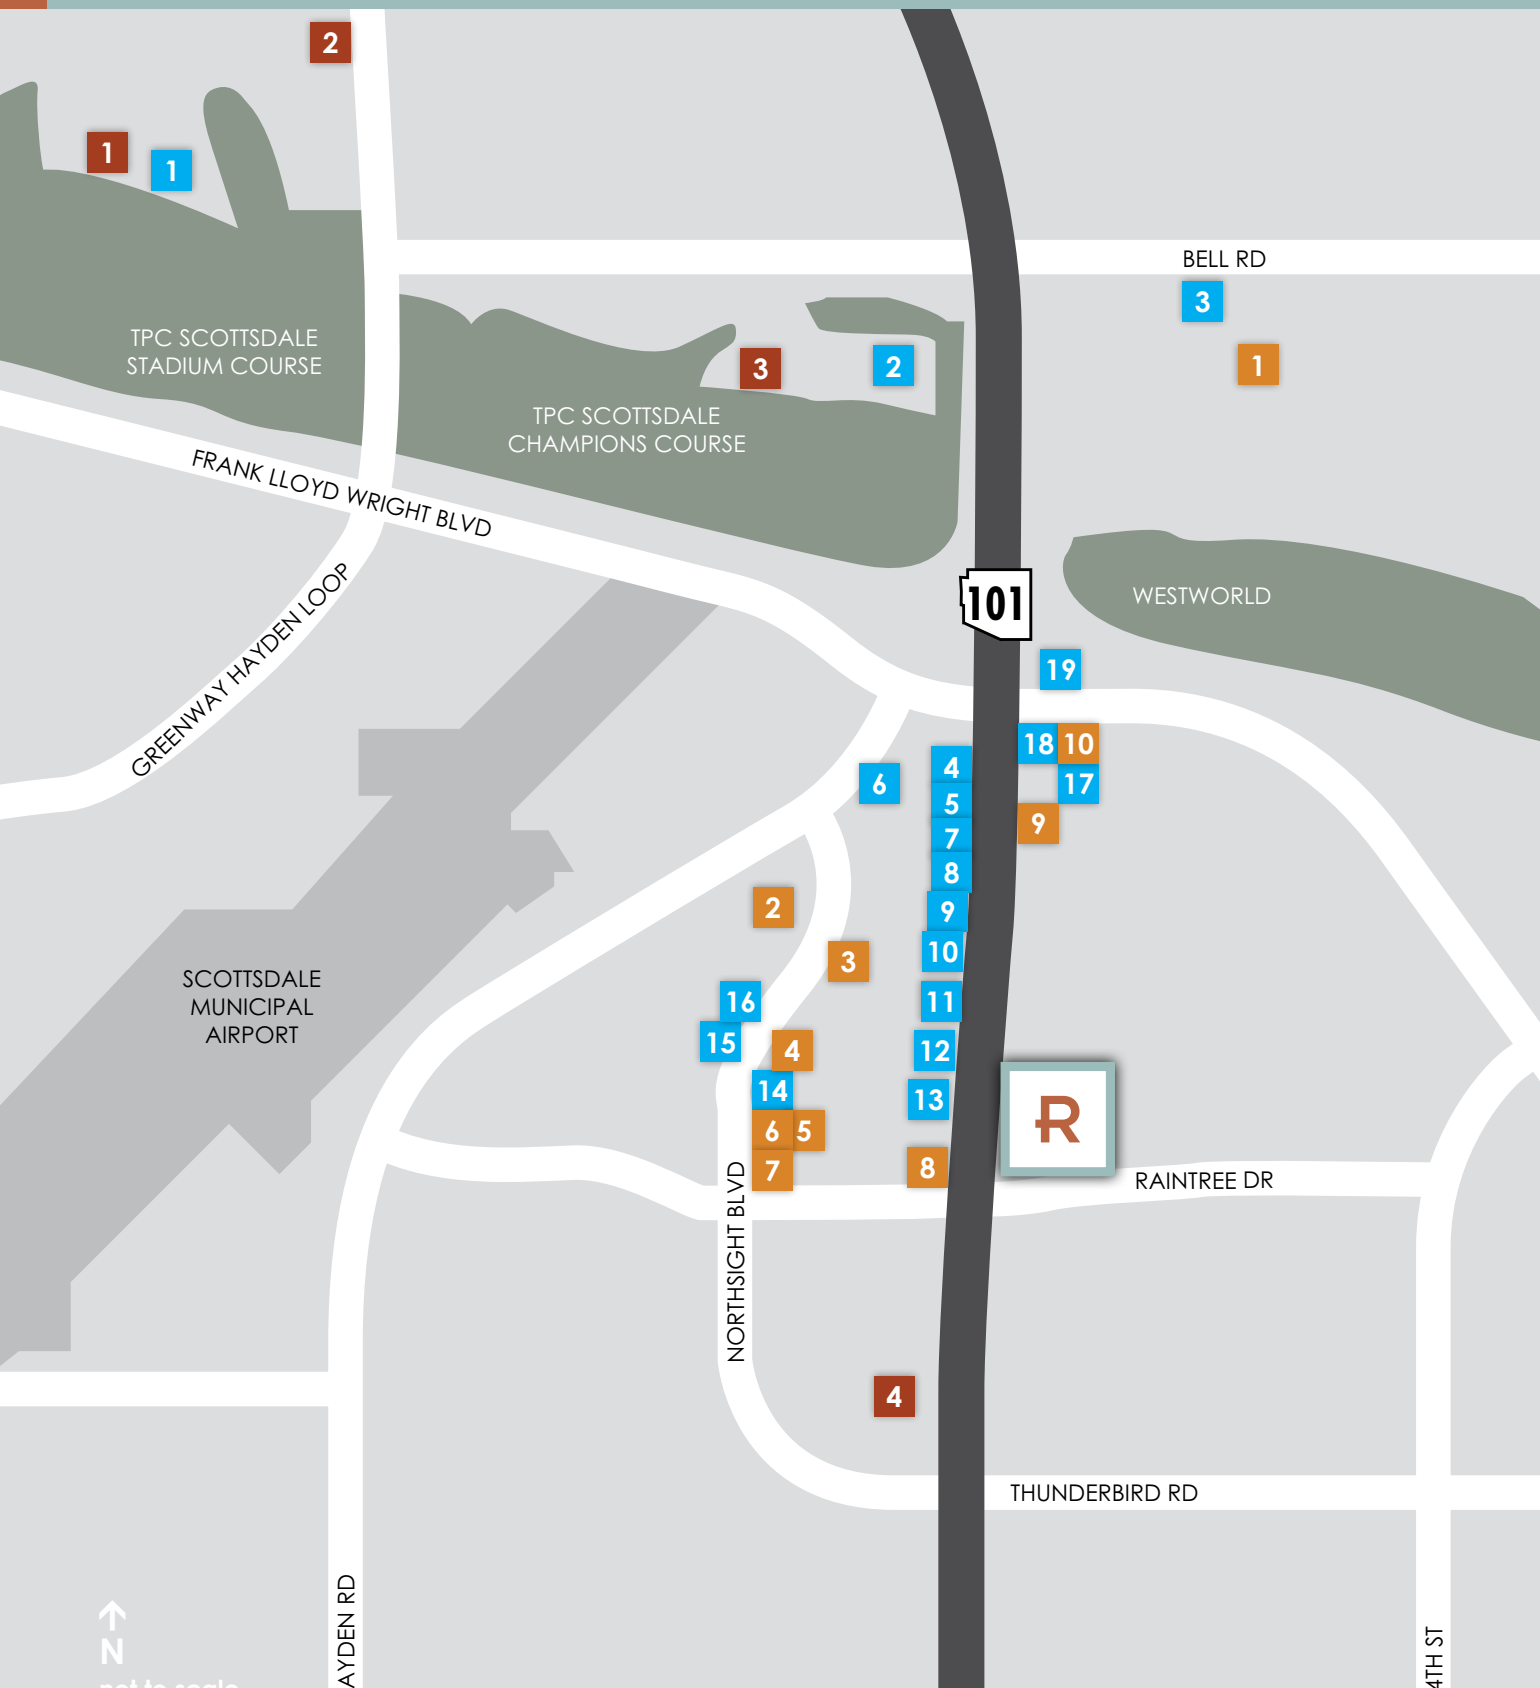 2
1
1
BELL RD
3
1
TPC SCOTTSDALE
STADIUM COURSE
3
2
TPC SCOTTSDALE
CHAMPIONS COURSE
FRANK LLOYD WRIGHT BLVD
GREENWAY HAYDEN LOOP
101
WESTWORLD
19
18 10
4
6
17
5
9
7
8
2
9
10
3
SCOTTSDALE
MUNICIPAL
AIRPORT
16
11
15
4
12
14
13
6 5
7
8
R
RAINTREE DR
NORTHSIGHT BLVD
4
THUNDERBIRD RD
AYDEN RD
4TH ST
N
not to scale